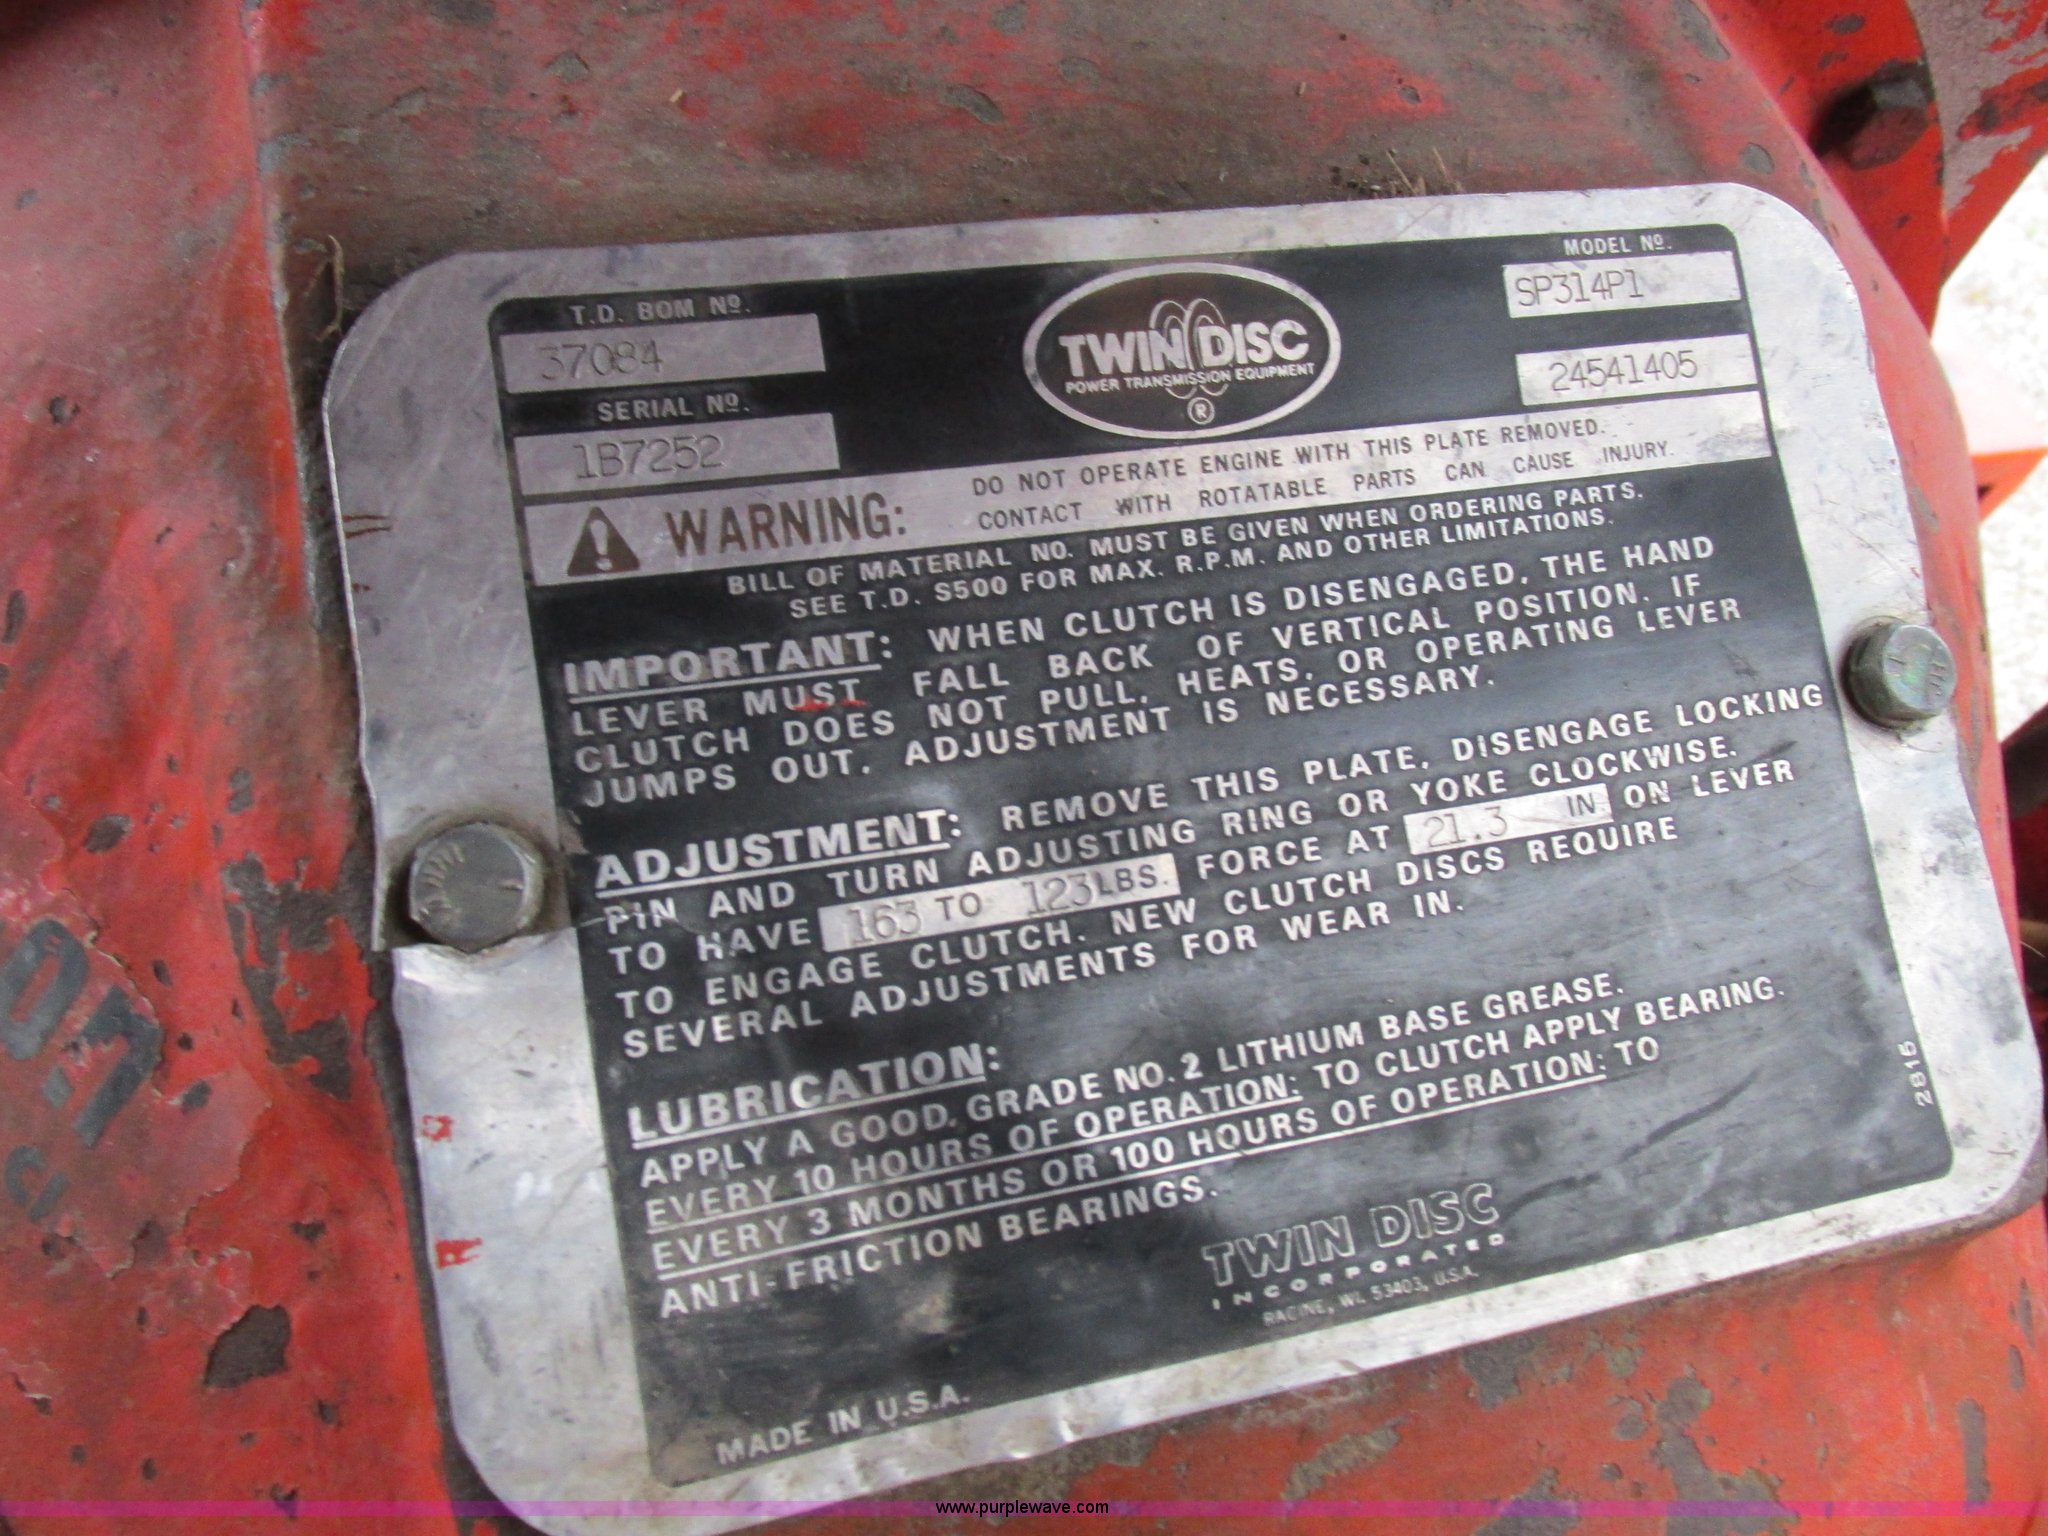 T.D. BOM Nº.
37084
SERIAL Nº.
1B7252
TWIN DISC
POWER TRANSMISSION EQUIPMENT
®
MODEL Nº.
SP314P1
24541405
WARNING:
DO NOT OPERATE ENGINE WITH THIS PLATE REMOVED.
CONTACT WITH ROTATABLE PARTS CAN CAUSE INJURY.
BILL OF MATERIAL NO. MUST BE GIVEN WHEN ORDERING PARTS.
SEE T.D. S500 FOR MAX. R.P.M. AND OTHER LIMITATIONS.
IMPORTANT: WHEN CLUTCH IS DISENGAGED, THE HAND
LEVER MUST FALL BACK OF VERTICAL POSITION. IF
CLUTCH DOES NOT PULL, HEATS, OR OPERATING LEVER
JUMPS OUT, ADJUSTMENT IS NECESSARY.
ADJUSTMENT: REMOVE THIS PLATE, DISENGAGE LOCKING
PIN AND TURN ADJUSTING RING OR YOKE CLOCKWISE.
TO HAVE 163 TO 123 LBS. FORCE AT 21.3 IN. ON LEVER
TO ENGAGE CLUTCH. NEW CLUTCH DISCS REQUIRE
SEVERAL ADJUSTMENTS FOR WEAR IN.
LUBRICATION:
APPLY A GOOD, GRADE NO. 2 LITHIUM BASE GREASE.
EVERY 10 HOURS OF OPERATION: TO CLUTCH APPLY BEARING.
EVERY 3 MONTHS OR 100 HOURS OF OPERATION: TO
ANTI-FRICTION BEARINGS.
2816
TWIN DISC
INCORPORATED
RACINE, WI. 53403, U.S.A.
MADE IN U.S.A.
www.purplewave.com